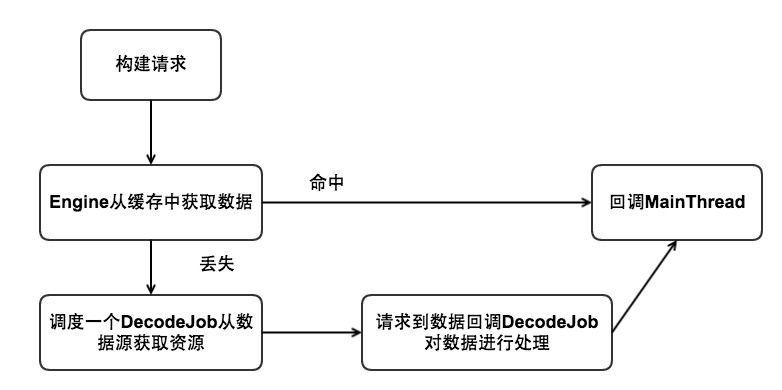 构建请求
命中
Engine从缓存中获取数据
回调MainThread
丢失
调度一个DecodeJob从数
据源获取资源
请求到数据回调DecodeJob
对数据进行处理